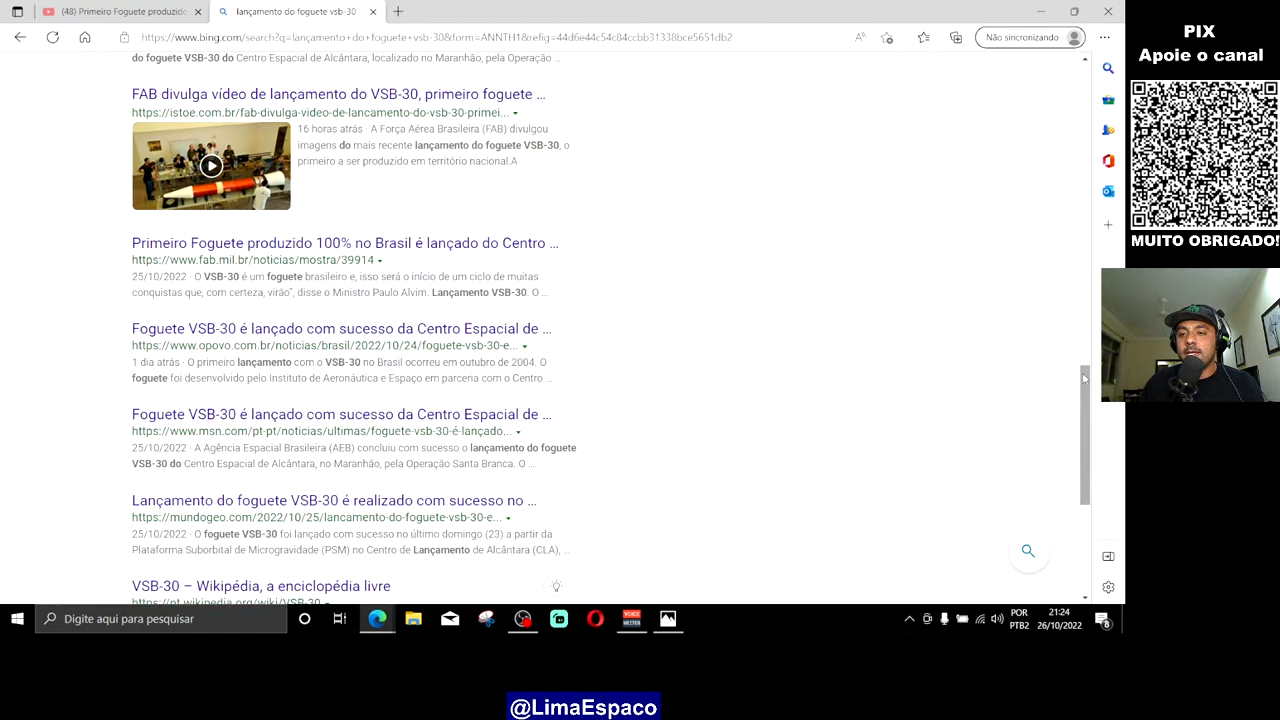 (48) Primeiro Foguete produzido
lançamento do foguete vsb-30
https://www.bing.com/search?q=lançamento+do+foguete+vsb-30&form=ANNTH1&refig=44d6e44c54c84ccbb31338bce5651db2
Não sincronizando
PIX
Apoie o canal
MUITO OBRIGADO!
do foguete VSB-30 do Centro Espacial de Alcântara, localizado no Maranhão, pela Operação ...
FAB divulga vídeo de lançamento do VSB-30, primeiro foguete ...
https://istoe.com.br/fab-divulga-video-de-lancamento-do-vsb-30-primei...
16 horas atrás · A Força Aérea Brasileira (FAB) divulgou
imagens do mais recente lançamento do foguete VSB-30, o
primeiro a ser produzido em território nacional.A
Primeiro Foguete produzido 100% no Brasil é lançado do Centro ...
https://www.fab.mil.br/noticias/mostra/39914
25/10/2022 · O VSB-30 é um foguete brasileiro e, isso será o início de um ciclo de muitas
conquistas que, com certeza, virão", disse o Ministro Paulo Alvim. Lançamento VSB-30. O ...
Foguete VSB-30 é lançado com sucesso da Centro Espacial de ...
https://www.opovo.com.br/noticias/brasil/2022/10/24/foguete-vsb-30-e...
1 dia atrás · O primeiro lançamento com o VSB-30 no Brasil ocorreu em outubro de 2004. O
foguete foi desenvolvido pelo Instituto de Aeronáutica e Espaço em parceria com o Centro ...
Foguete VSB-30 é lançado com sucesso da Centro Espacial de ...
https://www.msn.com/pt-pt/noticias/ultimas/foguete-vsb-30-é-lançado...
25/10/2022 · A Agência Espacial Brasileira (AEB) concluiu com sucesso o lançamento do foguete
VSB-30 do Centro Espacial de Alcântara, no Maranhão, pela Operação Santa Branca. O ...
Lançamento do foguete VSB-30 é realizado com sucesso no ...
https://mundogeo.com/2022/10/25/lancamento-do-foguete-vsb-30-e...
25/10/2022 · O foguete VSB-30 foi lançado com sucesso no último domingo (23) a partir da
Plataforma Suborbital de Microgravidade (PSM) no Centro de Lançamento de Alcântara (CLA), ...
VSB-30 – Wikipédia, a enciclopédia livre
https://pt.wikipedia.org/wiki/VSB-30
Digite aqui para pesquisar
VOICE
MEETER
POR
PTB2
21:24
26/10/2022
8
@LimaEspaco